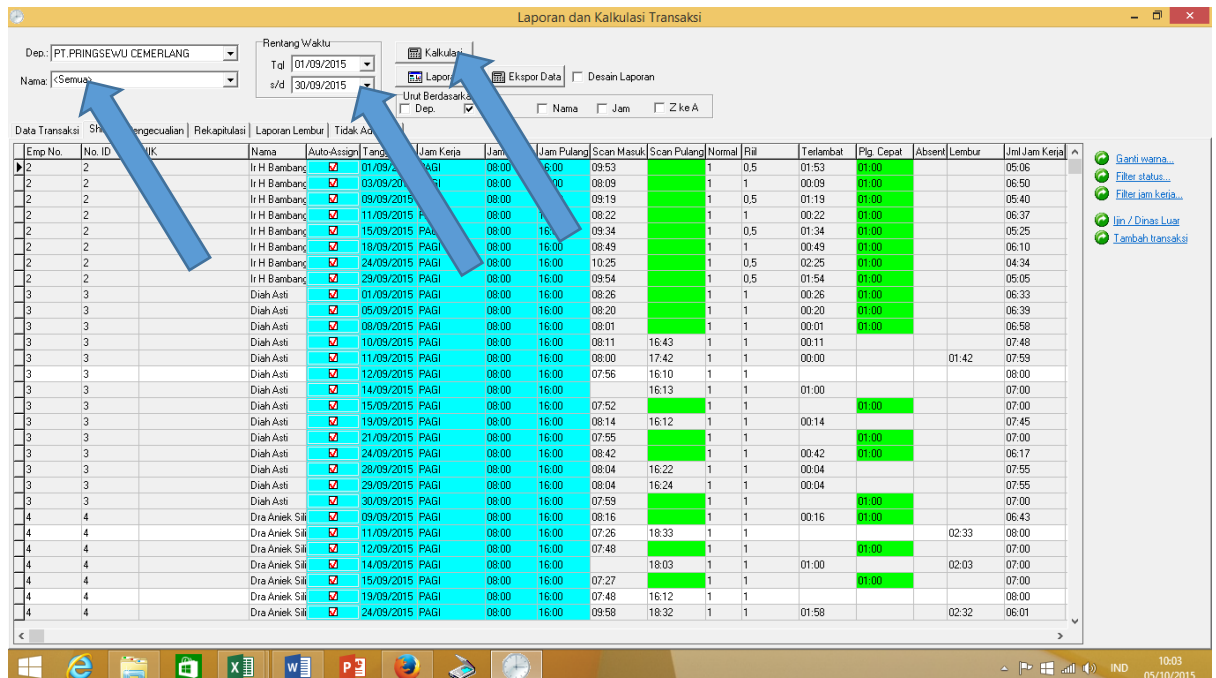 Laporan dan Kalkulasi Transaksi
Dep.: PT.PRINGSEWU CEMERLANG
Nama: <Semua>
Rentang Waktu
Tgl 01/09/2015
s/d 30/09/2015
Kalkulasi
Ekspor Data Desain Laporan
Dep. Nama Jam Z ke A
Data Transaksi Rekapitulasi Laporan Lembur Tidak
Emp No. No. ID Nama Auto-Assign Jam Kerja Jam Pulang Scan Masuk Scan Pulang Normal Riil Terlambat Plg. Cepat Absent Lembur Jml Jam Kerja
2 2 Ir H Bambang 01/09/2015 PAGI 08:00 09:53 1 0,5 01:53 01:00 05:06
2 2 Ir H Bambang 03/09/2015 08:00 08:09 1 1 00:09 01:00 06:50
2 2 Ir H Bambang 09/09/2015 08:00 09:19 1 0,5 01:19 01:00 05:40
2 2 Ir H Bambang 11/09/2015 08:00 08:22 1 1 00:22 01:00 06:37
2 2 Ir H Bambang 15/09/2015 08:00 09:34 1 0,5 01:34 01:00 05:25
2 2 Ir H Bambang 18/09/2015 08:00 16:00 08:49 1 1 00:49 01:00 06:10
2 2 Ir H Bambang 24/09/2015 08:00 16:00 10:25 1 0,5 02:25 01:00 04:34
2 2 Ir H Bambang 29/09/2015 PAGI 08:00 16:00 09:54 1 0,5 01:54 01:00 05:05
3 3 Diah Asti 01/09/2015 PAGI 08:00 16:00 08:26 1 1 00:26 01:00 06:33
3 3 Diah Asti 05/09/2015 PAGI 08:00 16:00 08:20 1 1 00:20 01:00 06:39
3 3 Diah Asti 08/09/2015 PAGI 08:00 16:00 08:01 1 1 00:01 01:00 06:58
3 3 Diah Asti 10/09/2015 PAGI 08:00 16:00 08:11 16:43 1 1 00:11 07:48
3 3 Diah Asti 11/09/2015 PAGI 08:00 16:00 08:00 17:42 1 1 00:00 01:42 07:59
3 3 Diah Asti 12/09/2015 PAGI 08:00 16:00 07:56 16:10 1 1 08:00
3 3 Diah Asti 14/09/2015 PAGI 08:00 16:00 16:13 1 1 01:00 07:00
3 3 Diah Asti 15/09/2015 PAGI 08:00 16:00 07:52 1 1 01:00 07:00
3 3 Diah Asti 19/09/2015 PAGI 08:00 16:00 08:14 16:12 1 1 00:14 07:45
3 3 Diah Asti 21/09/2015 PAGI 08:00 16:00 07:55 1 1 01:00 07:00
3 3 Diah Asti 24/09/2015 PAGI 08:00 16:00 08:42 1 1 00:42 01:00 06:17
3 3 Diah Asti 28/09/2015 PAGI 08:00 16:00 08:04 16:22 1 1 00:04 07:55
3 3 Diah Asti 29/09/2015 PAGI 08:00 16:00 08:04 16:24 1 1 00:04 07:55
3 3 Diah Asti 30/09/2015 PAGI 08:00 16:00 07:59 1 1 01:00 07:00
4 4 Dra Aniek Sili 09/09/2015 PAGI 08:00 16:00 08:16 1 1 00:16 01:00 06:43
4 4 Dra Aniek Sili 11/09/2015 PAGI 08:00 16:00 07:26 18:33 1 1 02:33 08:00
4 4 Dra Aniek Sili 12/09/2015 PAGI 08:00 16:00 07:48 1 1 01:00 07:00
4 4 Dra Aniek Sili 14/09/2015 PAGI 08:00 16:00 18:03 1 1 01:00 02:03 07:00
4 4 Dra Aniek Sili 15/09/2015 PAGI 08:00 16:00 07:27 1 1 01:00 07:00
4 4 Dra Aniek Sili 19/09/2015 PAGI 08:00 16:00 07:48 16:12 1 1 08:00
4 4 Dra Aniek Sili 24/09/2015 PAGI 08:00 16:00 09:58 18:32 1 1 01:58 02:32 06:01
Ganti warna...
Filter status...
Filter jam kerja...
Ijin / Dinas Luar
Tambah transaksi
IND 10:03
05/10/2015